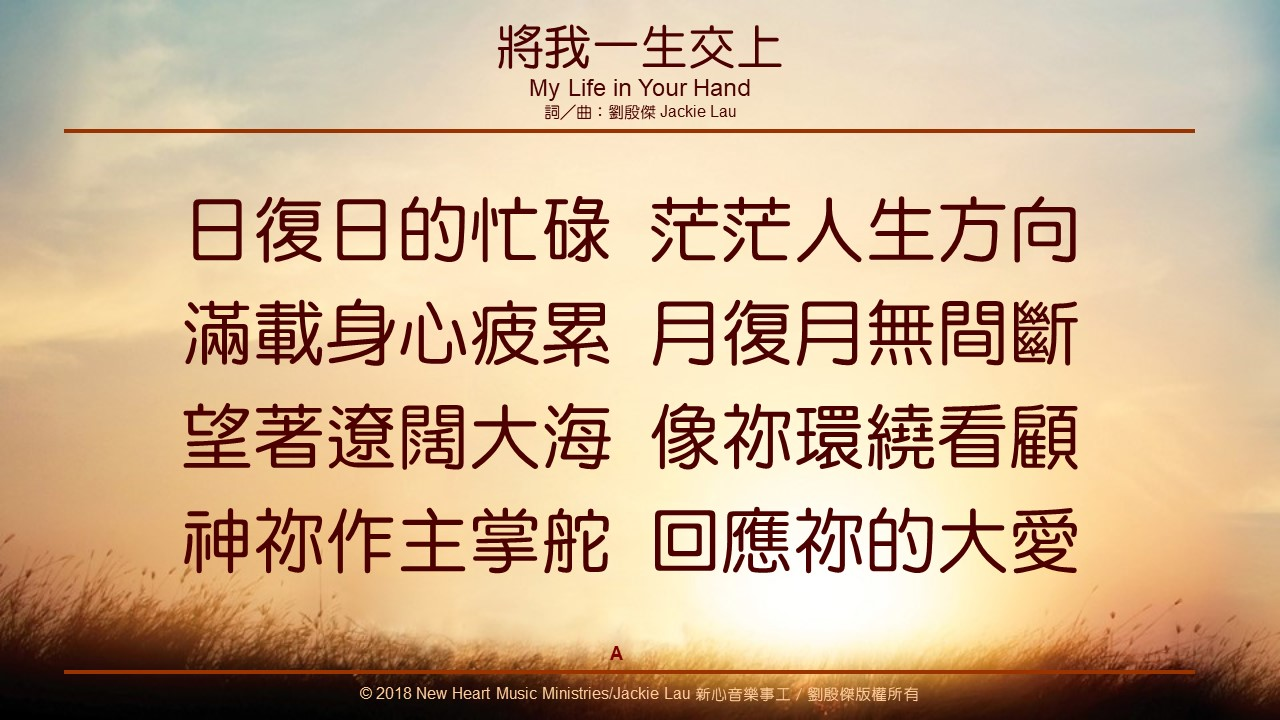 將我一生交上
My Life in Your Hand
詞／曲：劉殷傑 Jackie Lau
日復日的忙碌 茫茫人生方向
滿載身心疲累 月復月無間斷
望著遼闊大海 像祢環繞看顧
神祢作主掌舵 回應祢的大愛
A
© 2018 New Heart Music Ministries/Jackie Lau 新心音樂事工 / 劉殷傑版權所有